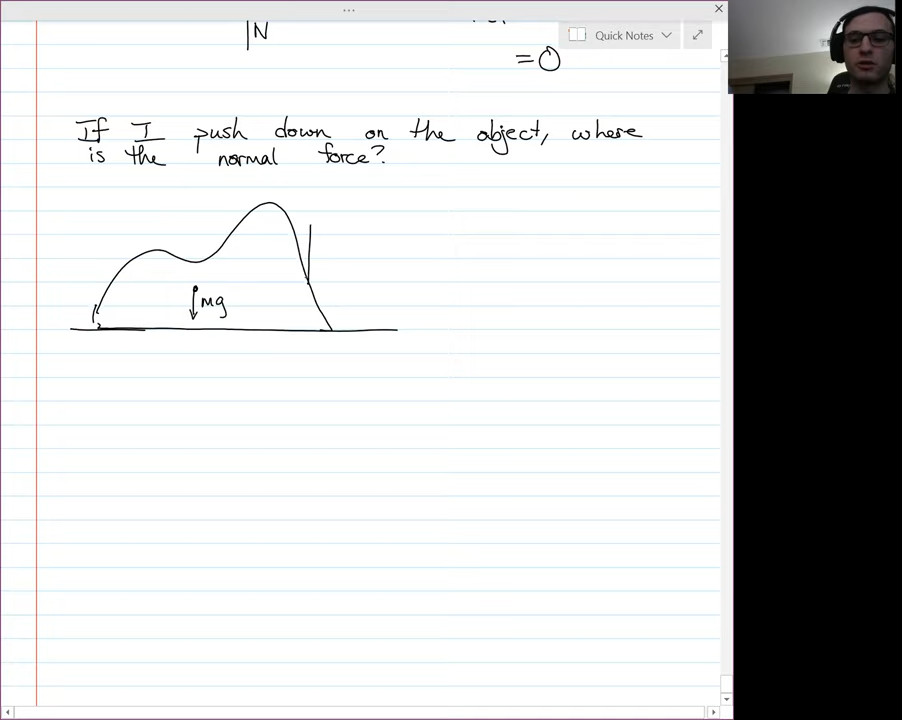 N
Quick Notes
= 0
If I push down on the object, where
is the normal force?
mg